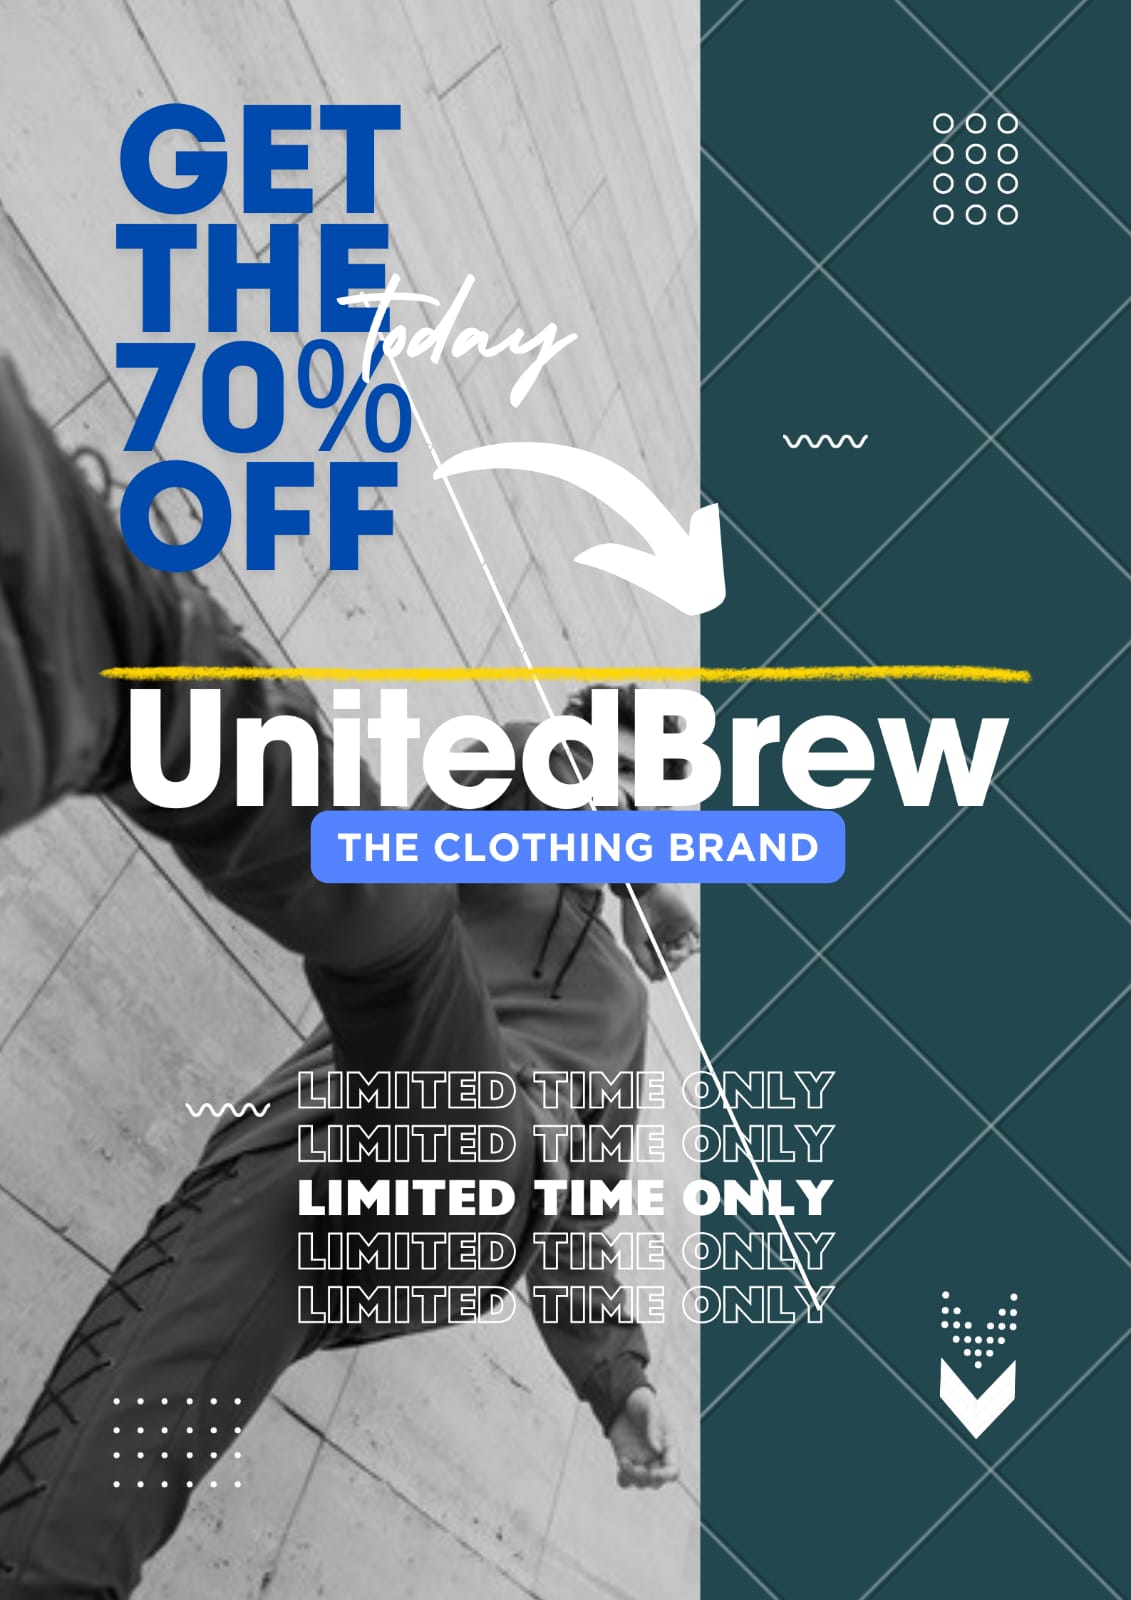 GET
THE
today
70%
OFF
UnitedBrew
THE CLOTHING BRAND
LIMITED TIME ONLY
LIMITED TIME ONLY
LIMITED TIME ONLY
LIMITED TIME ONLY
LIMITED TIME ONLY